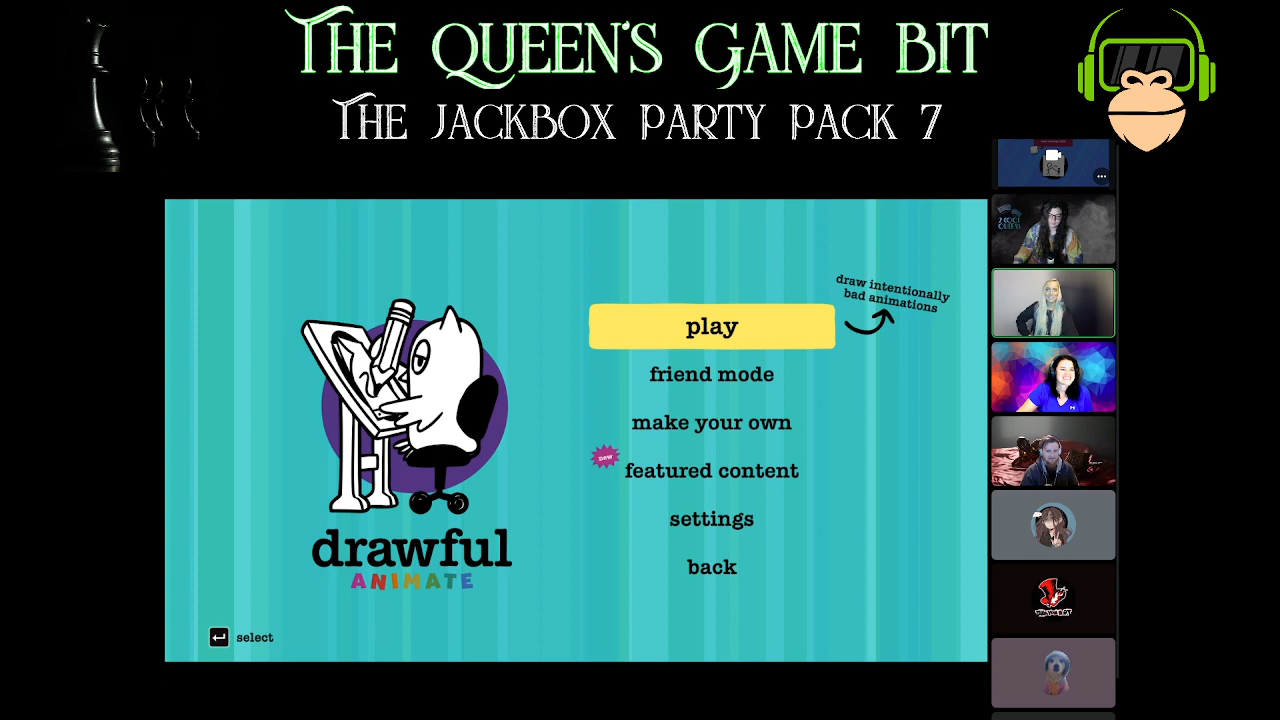 THE QUEEN'S GAME BIT
THE JACKBOX PARTY PACK 7
draw intentionally
bad animations
play
friend mode
make your own
new
featured content
settings
back
drawful
ANIMATE
select